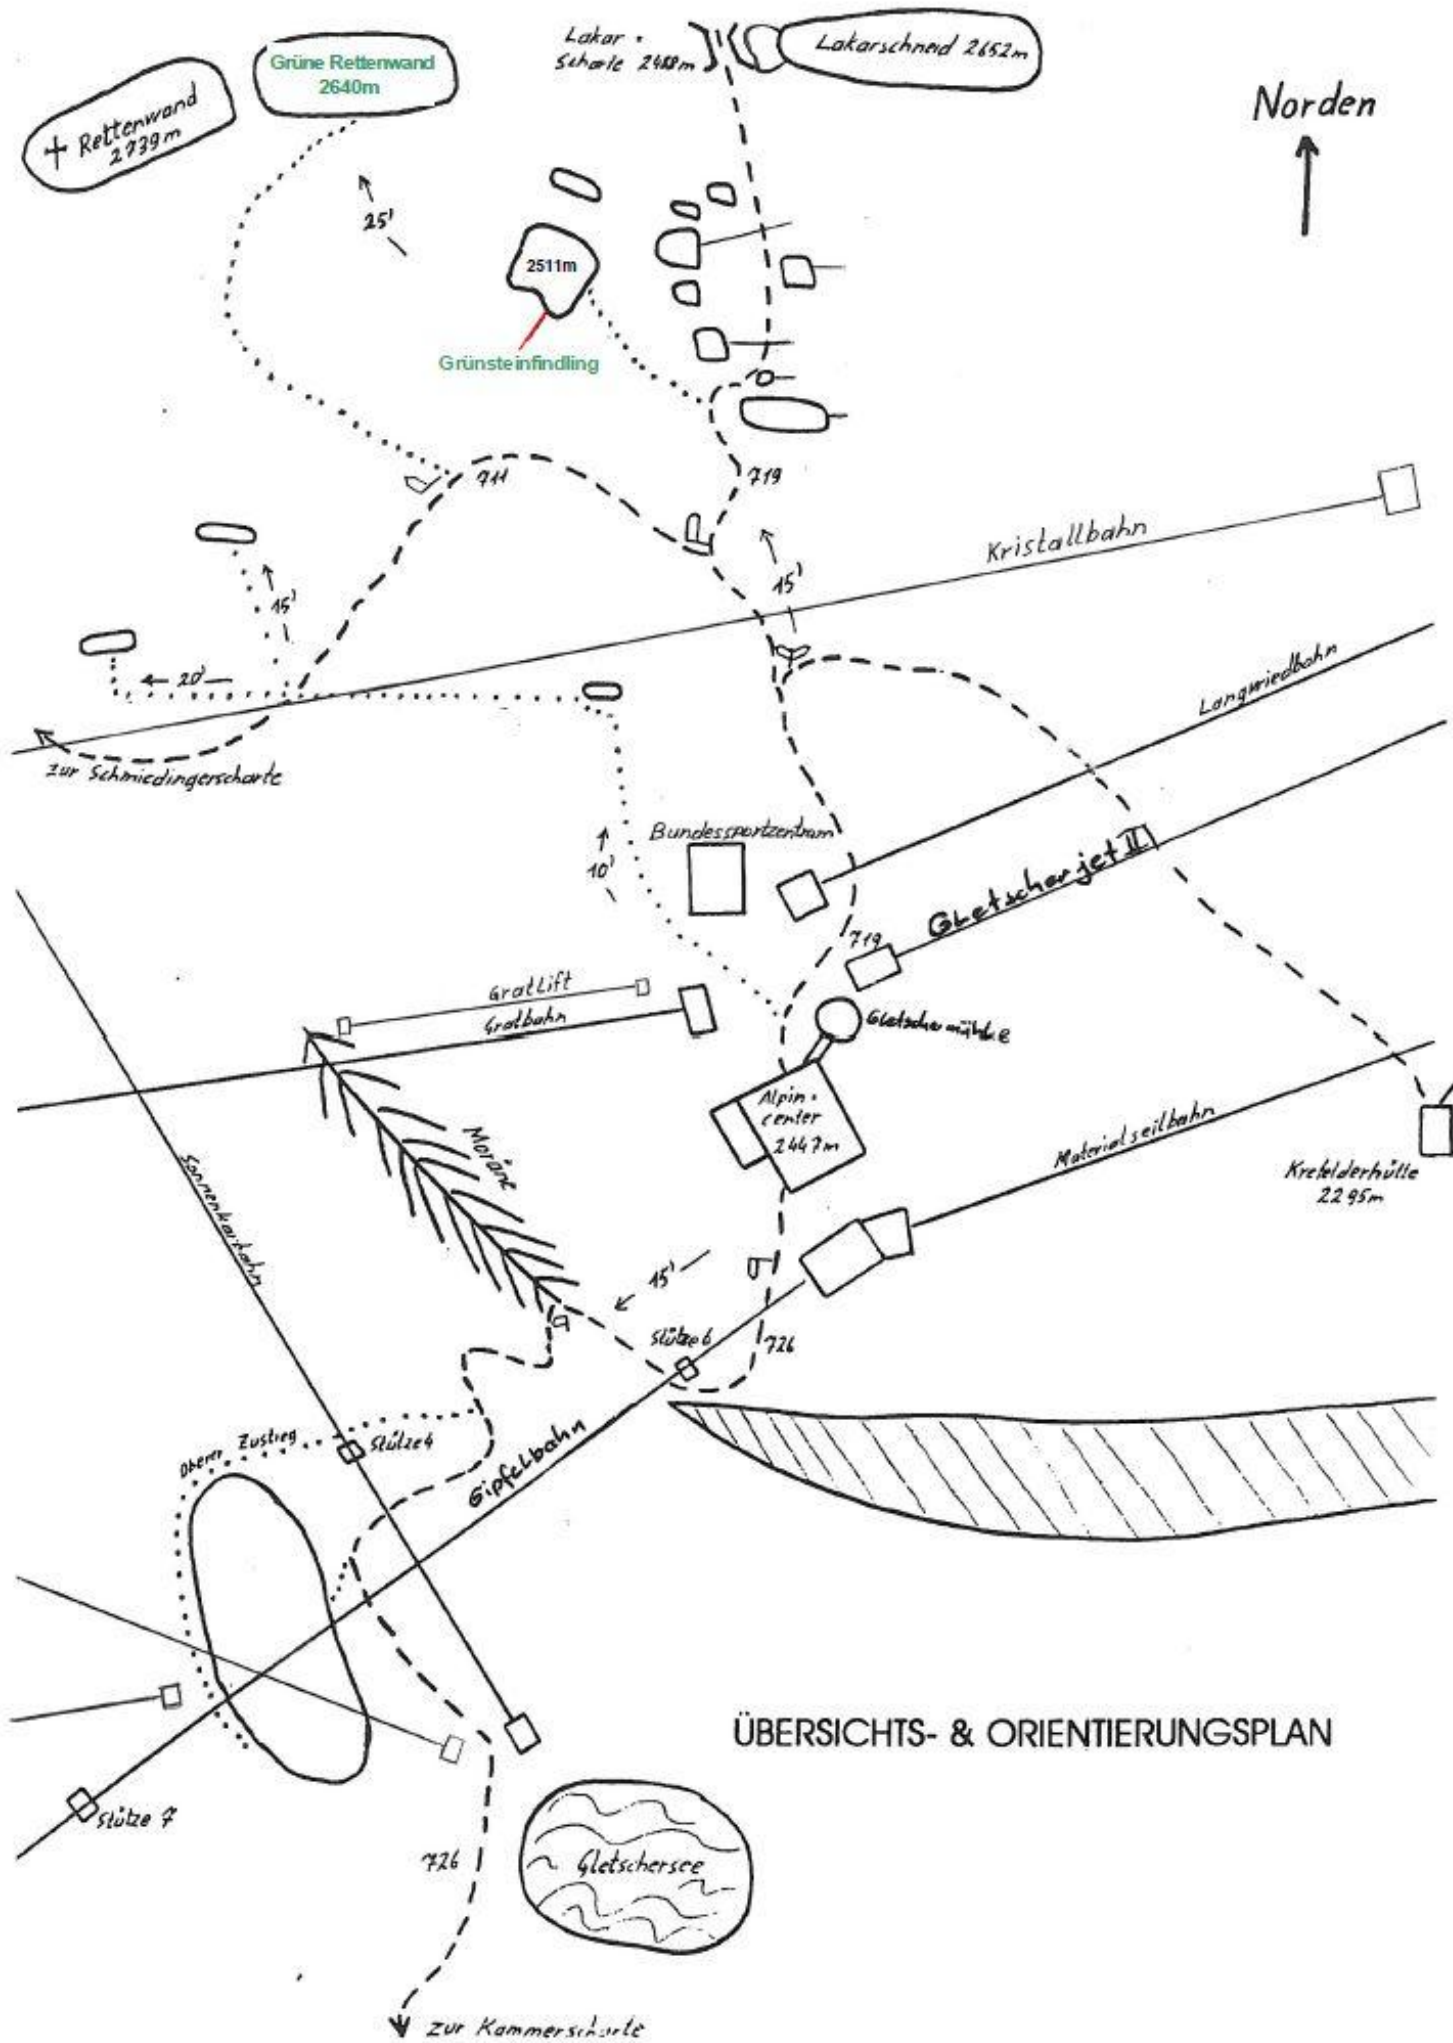 Grüne Rettenwand
2640m
Lakar-
Scharte 2488m
Lakarschneid 2652m
Rettenwand
2739m
Norden
25'
2511m
Grünsteinfindling
711
719
Kristallbahn
15'
15'
20'
Langwiedbahn
zur Schmiedingerscharte
Bundessportzentrum
10'
Gletscherjet II
719
Gratlift
Gratbahn
Gletschermühle
Alpin-
center
2447m
Moräne
Materialseilbahn
Krefelderhütte
2295m
Sonnenkarbahn
15'
Stütze 6
726
Oberer Zustieg
Stütze 4
Gipfelbahn
ÜBERSICHTS- & ORIENTIERUNGSPLAN
Stütze 7
726
Gletschersee
zur Kammerscharte